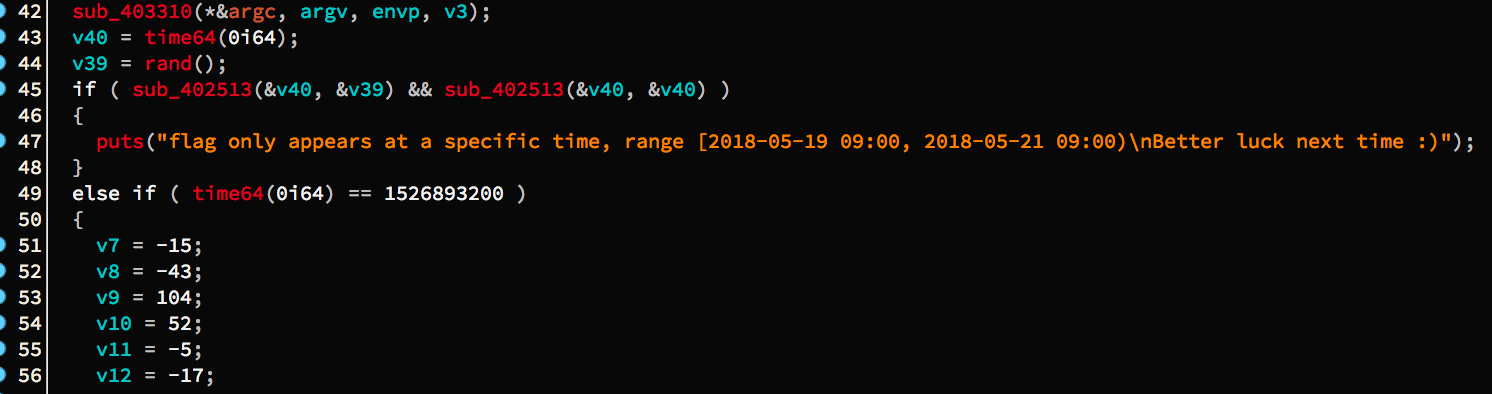 42 sub_403310(*&argc, argv, envp, v3);
43 v40 = time64(0i64);
44 v39 = rand();
45 if ( sub_402513(&v40, &v39) && sub_402513(&v40, &v40) )
46 {
47 puts("flag only appears at a specific time, range [2018-05-19 09:00, 2018-05-21 09:00)\nBetter luck next time :)");
48 }
49 else if ( time64(0i64) == 1526893200 )
50 {
51 v7 = -15;
52 v8 = -43;
53 v9 = 104;
54 v10 = 52;
55 v11 = -5;
56 v12 = -17;